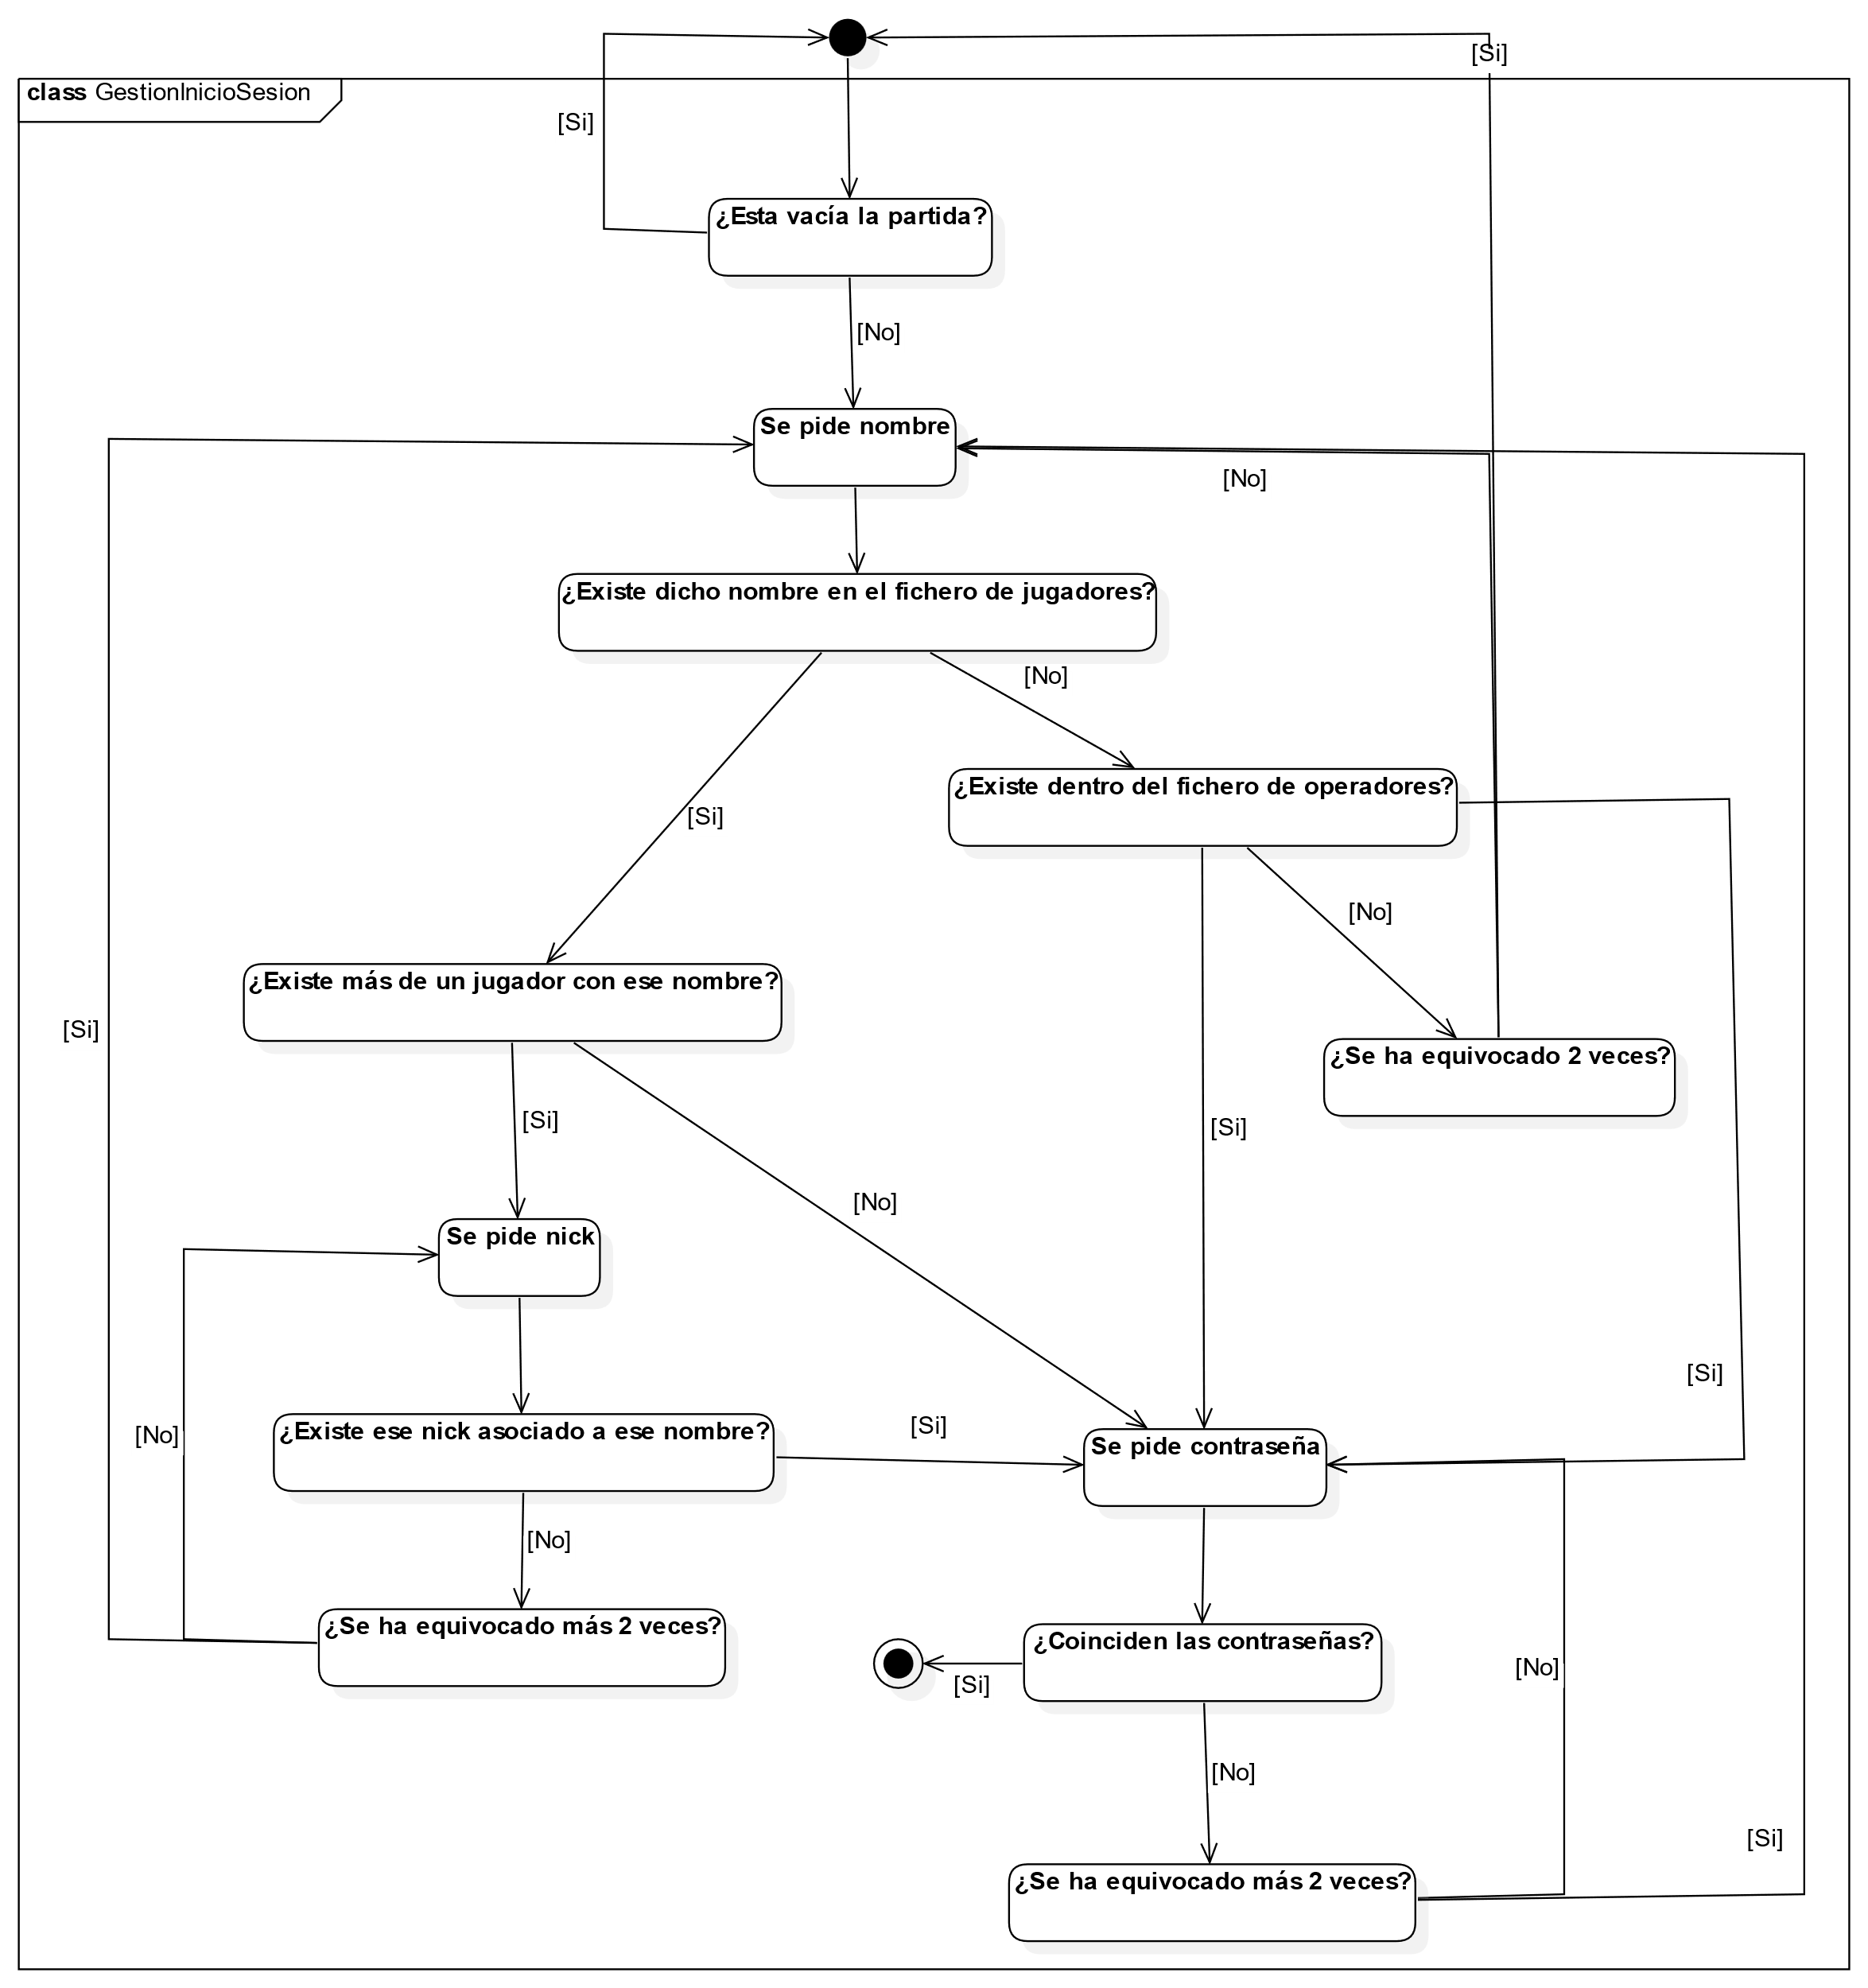 [Si]
class GestionInicioSesion
[Si]
¿Esta vacía la partida?
[No]
Se pide nombre
[No]
¿Existe dicho nombre en el fichero de jugadores?
[No]
¿Existe dentro del fichero de operadores?
[Si]
[No]
¿Existe más de un jugador con ese nombre?
[Si]
¿Se ha equivocado 2 veces?
[Si]
[Si]
[No]
Se pide nick
[Si]
[Si]
[No]
¿Existe ese nick asociado a ese nombre?
Se pide contraseña
[No]
¿Se ha equivocado más 2 veces?
¿Coinciden las contraseñas?
[No]
[Si]
[No]
[Si]
¿Se ha equivocado más 2 veces?